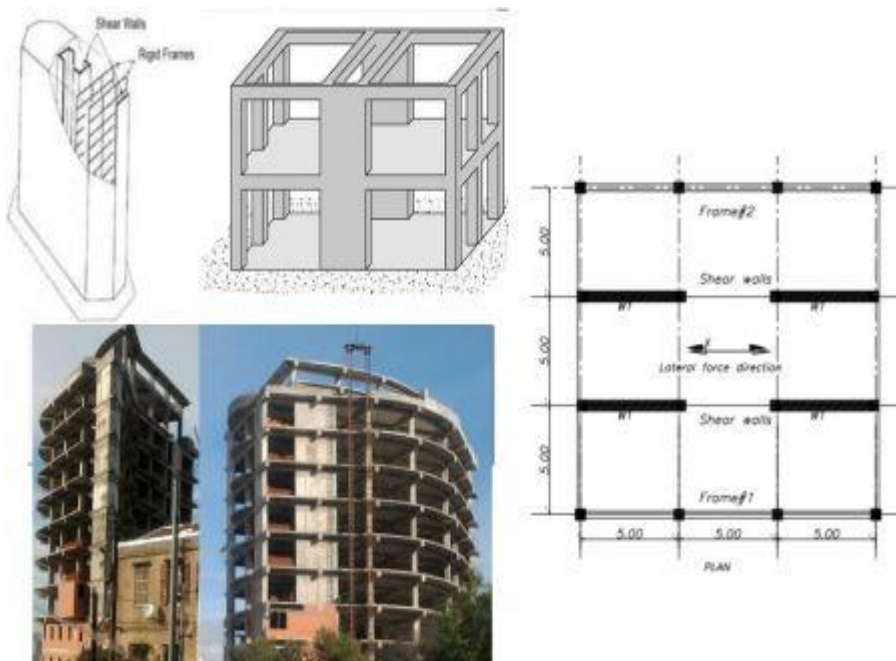 Shear Walls
Rigid Frames
Frame#2
5.00
Shear walls
W1
W1
5.00
X
Lateral force direction
W1
W1
Shear walls
5.00
Frame#1
5.00
5.00
5.00
PLAN